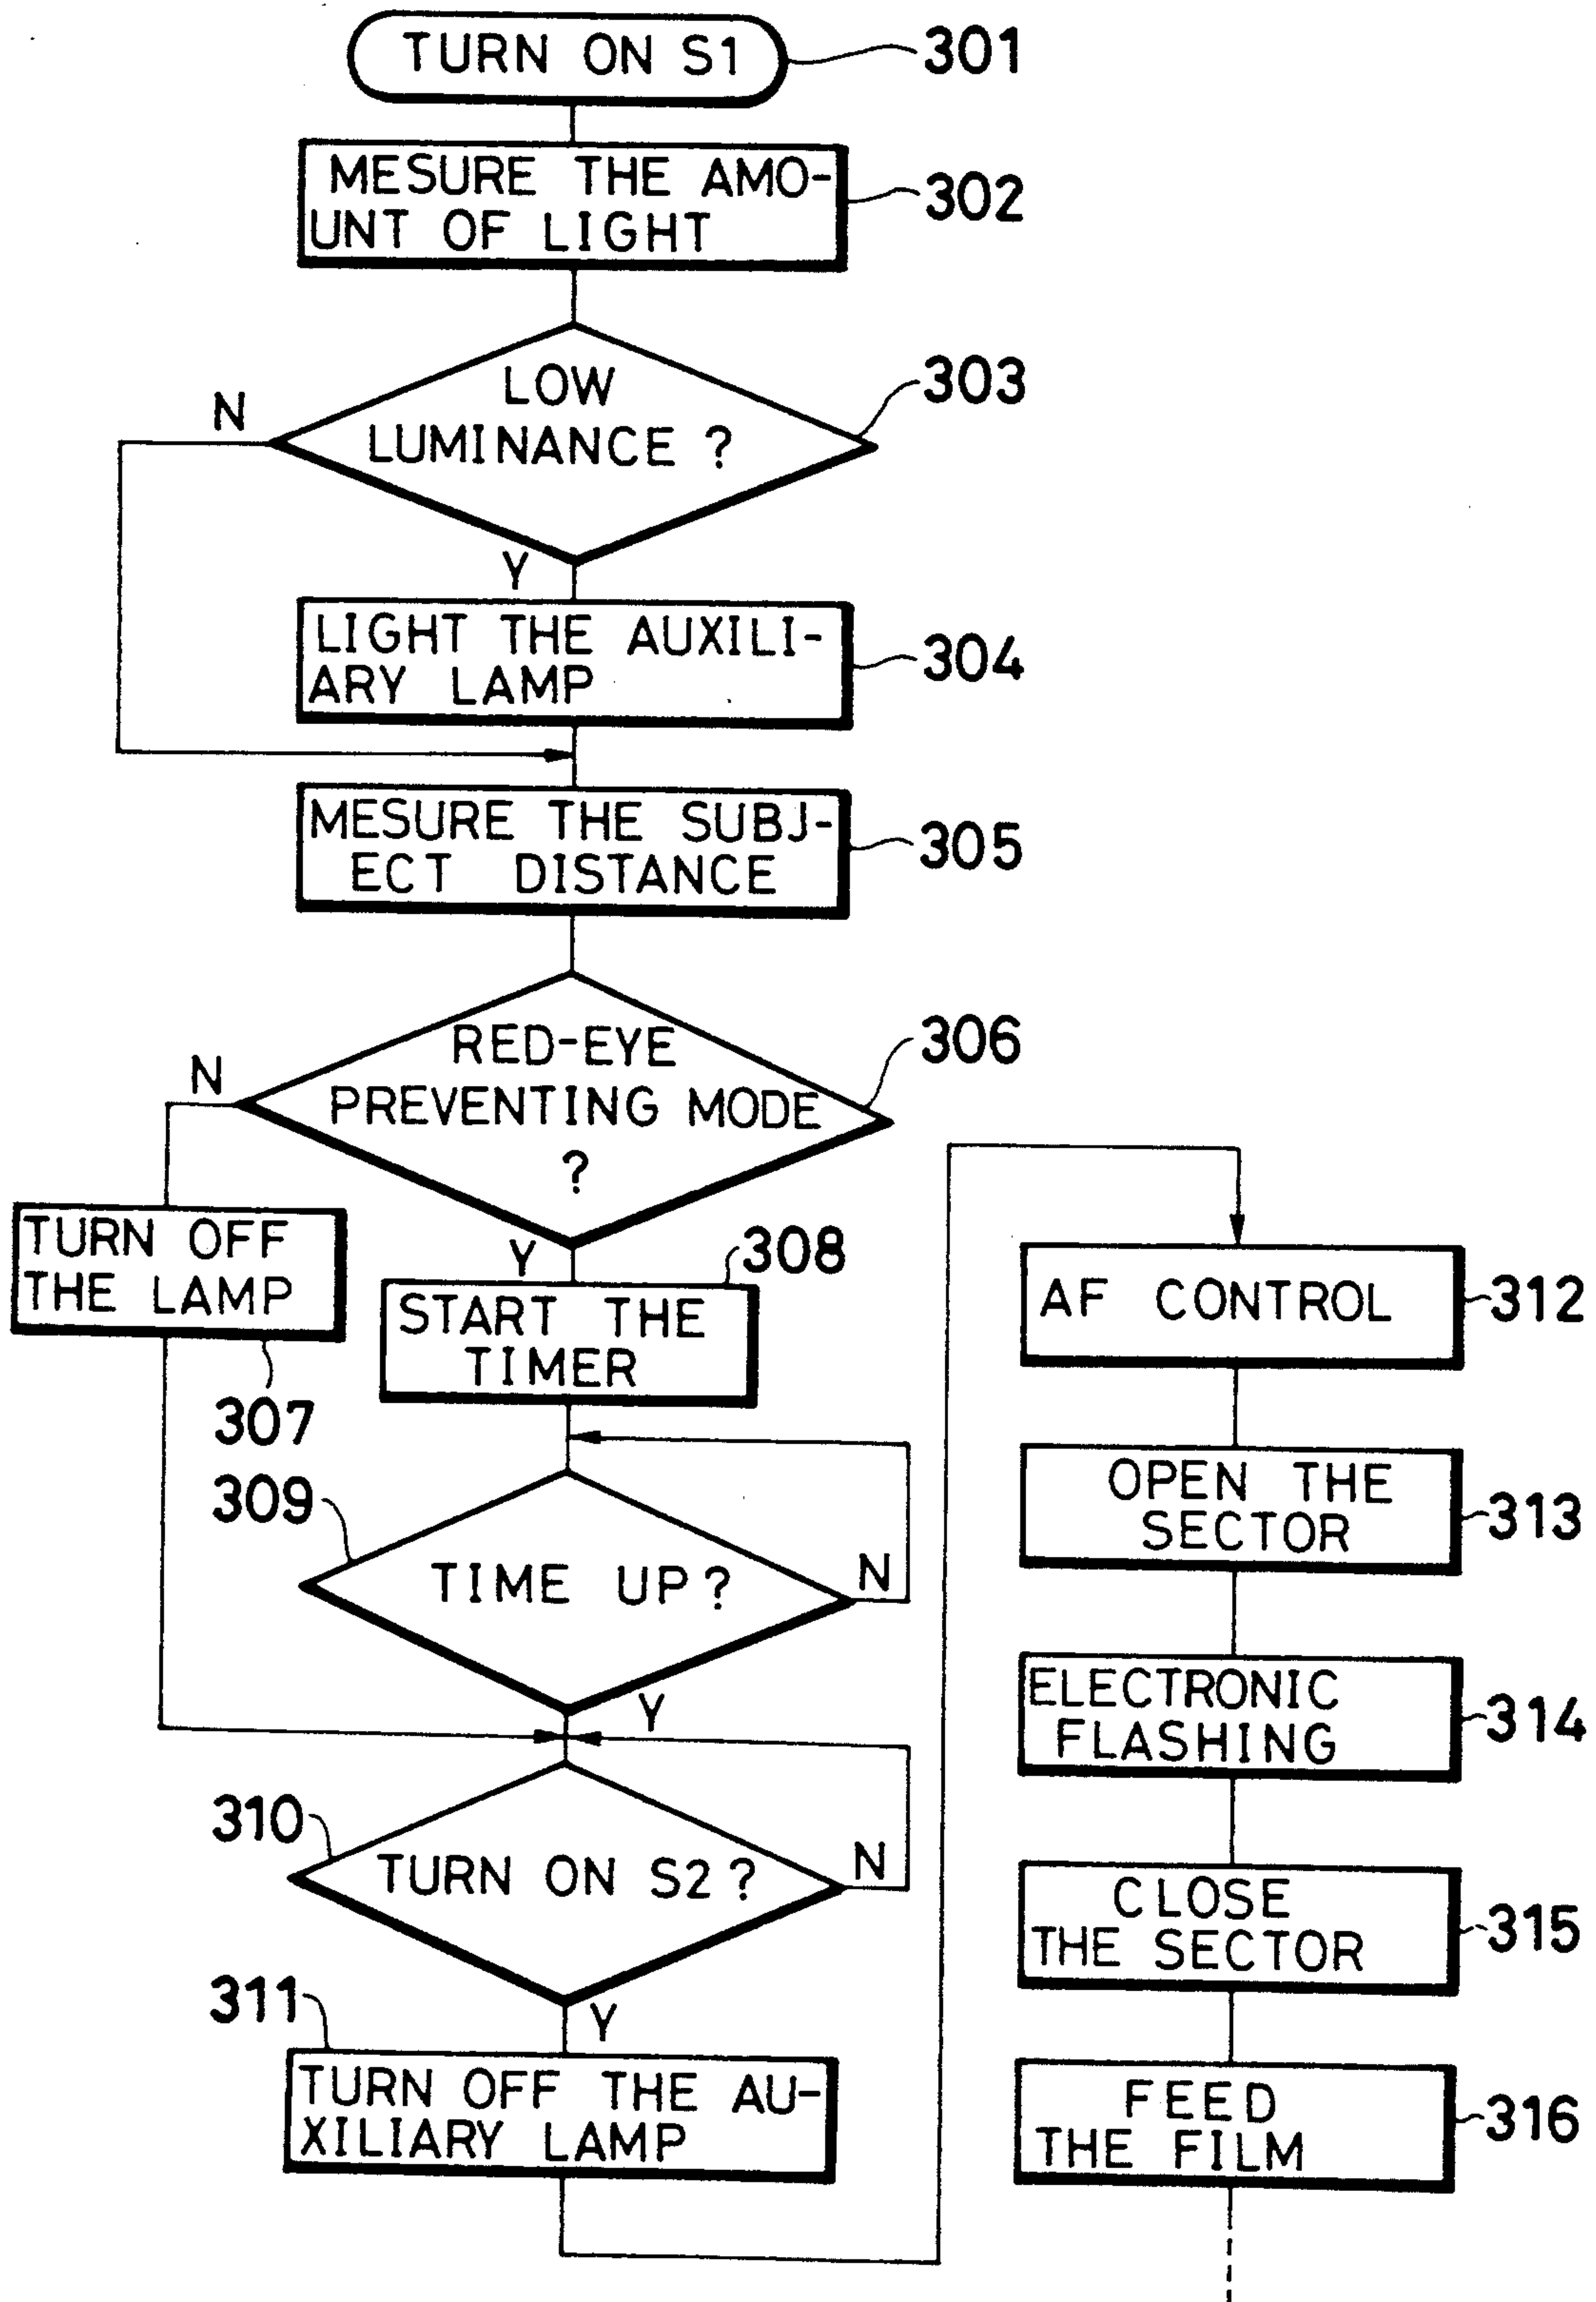 TURN ON S1
301
MESURE THE AMO-
UNT OF LIGHT
302
LOW
LUMINANCE ?
303
N
Y
LIGHT THE AUXILI-
ARY LAMP
304
MESURE THE SUBJ-
ECT DISTANCE
305
RED-EYE
PREVENTING MODE
?
306
N
Y
TURN OFF
THE LAMP
307
START THE
TIMER
308
309
TIME UP?
N
Y
310
TURN ON S2?
N
Y
311
TURN OFF THE AU-
XILIARY LAMP
AF CONTROL
312
OPEN THE
SECTOR
313
ELECTRONIC
FLASHING
314
CLOSE
THE SECTOR
315
FEED
THE FILM
316